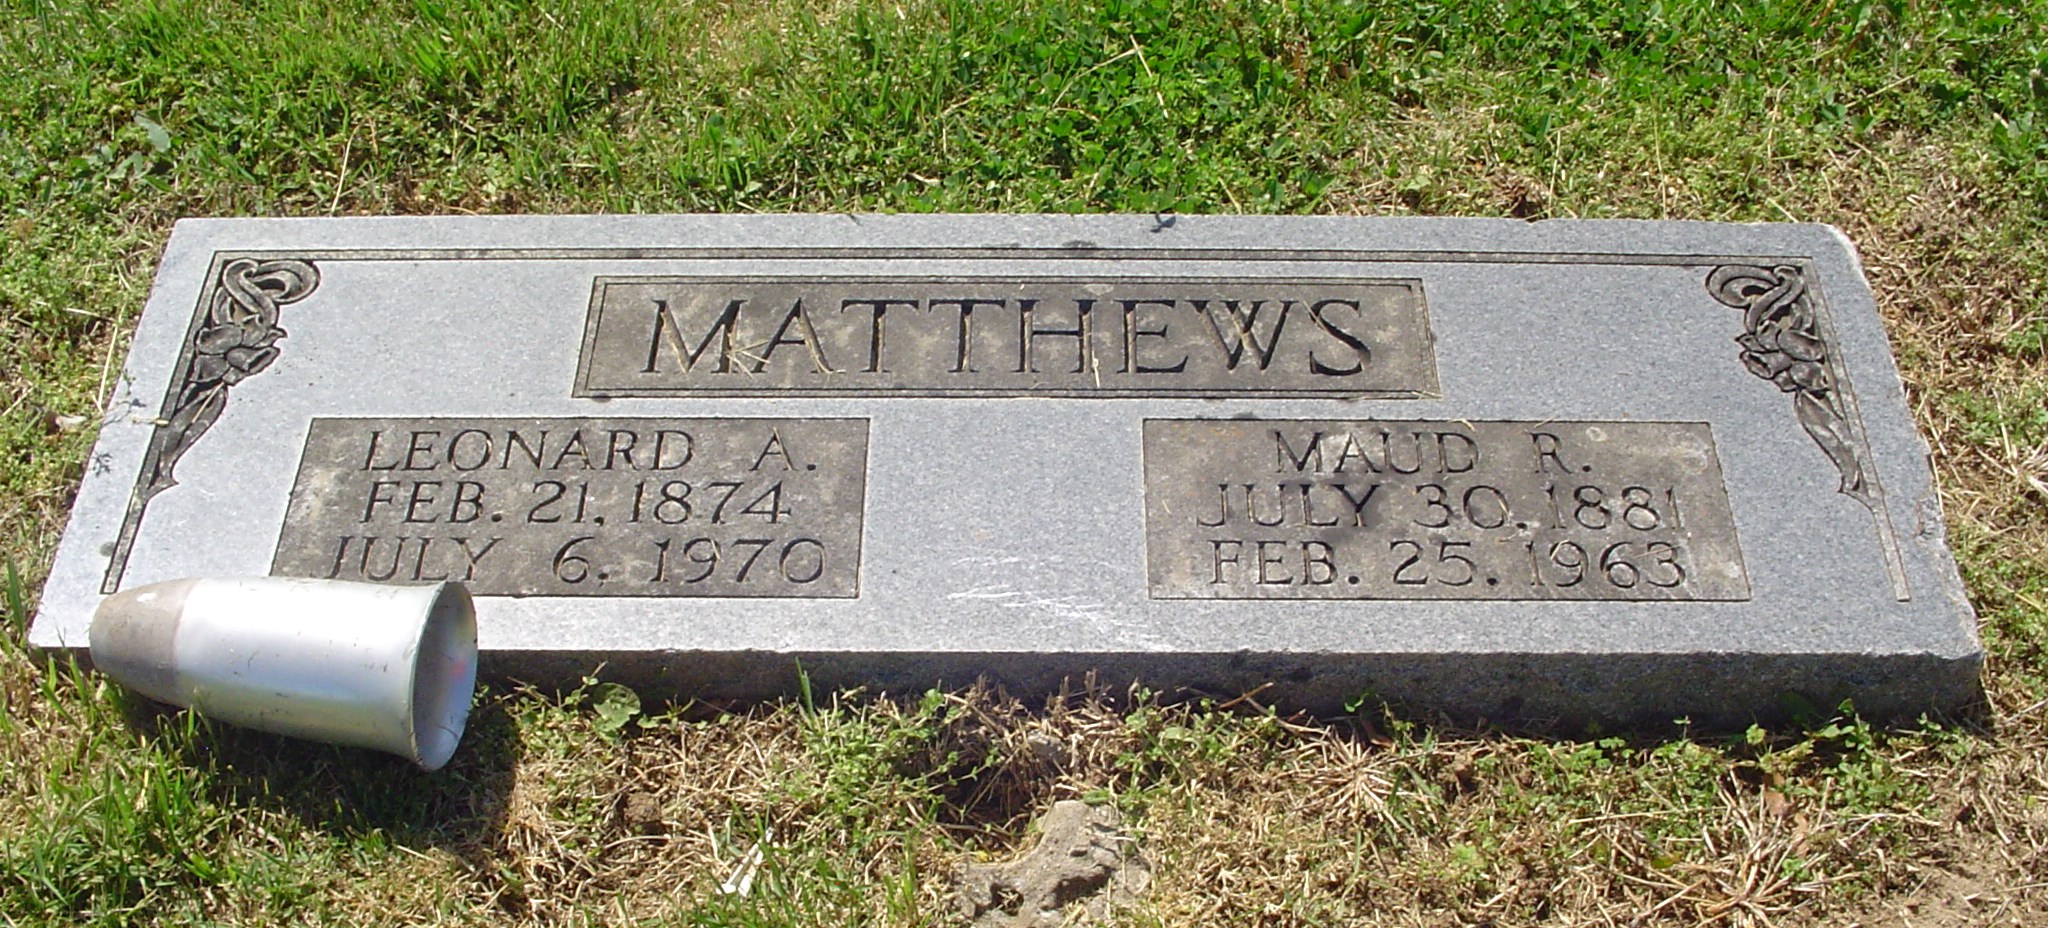 MATTHEWS
LEONARD A.
FEB. 21, 1874
JULY 6, 1970
MAUD R.
JULY 30, 1881
FEB. 25, 1963